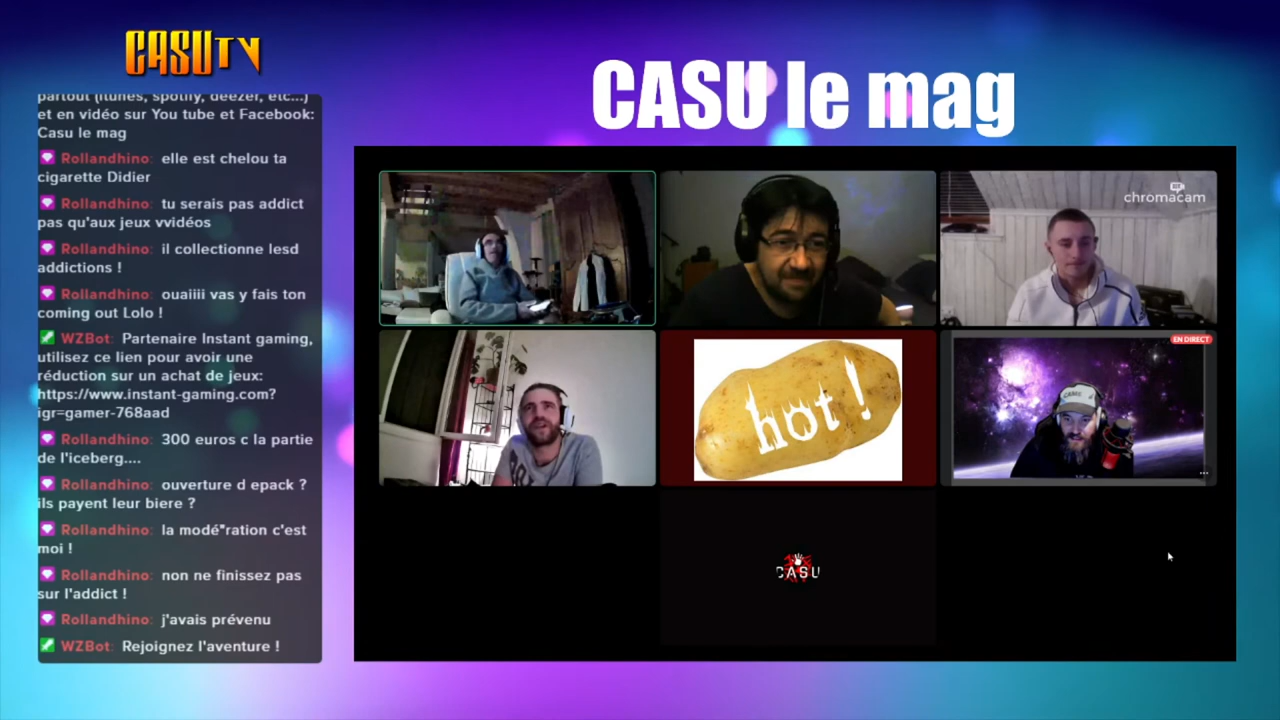 CASUTV
CASU le mag
partout (itunes, spotify, deezer, etc...)
et en vidéo sur You tube et Facebook:
Casu le mag
Rollandhino: elle est chelou ta
cigarette Didier
Rollandhino: tu serais pas addict
pas qu'aux jeux vvidéos
Rollandhino: il collectionne lesd
addictions !
Rollandhino: ouaiiii vas y fais ton
coming out Lolo !
WZBot: Partenaire Instant gaming,
utilisez ce lien pour avoir une
réduction sur un achat de jeux:
https://www.instant-gaming.com?
igr=gamer-768aad
Rollandhino: 300 euros c la partie
de l'iceberg....
Rollandhino: ouverture d epack ?
ils payent leur biere ?
Rollandhino: la modé"ration c'est
moi !
Rollandhino: non ne finissez pas
sur l'addict !
Rollandhino: j'avais prévenu
WZBot: Rejoignez l'aventure !
chromacam
hot !
EN DIRECT
CASU